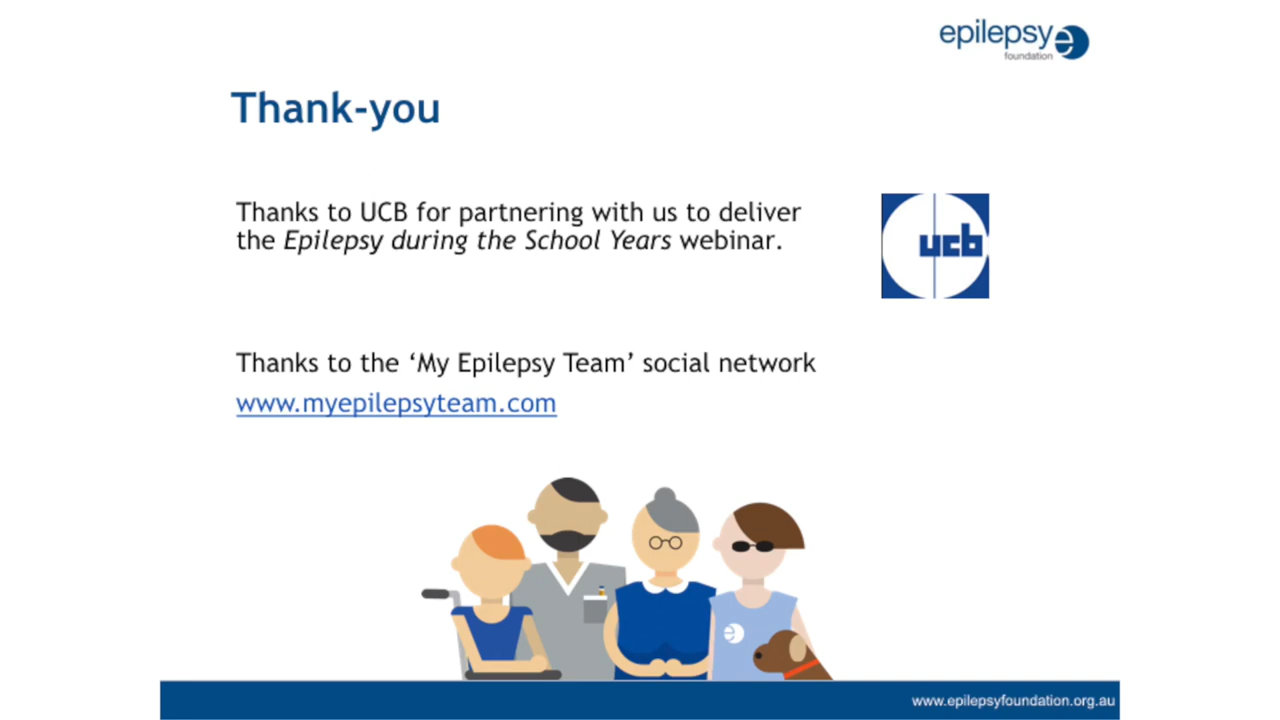 epilepsy
foundation
Thank-you
Thanks to UCB for partnering with us to deliver
the Epilepsy during the School Years webinar.
ucb
Thanks to the ‘My Epilepsy Team’ social network
www.myepilepsyteam.com
www.epilepsyfoundation.org.au